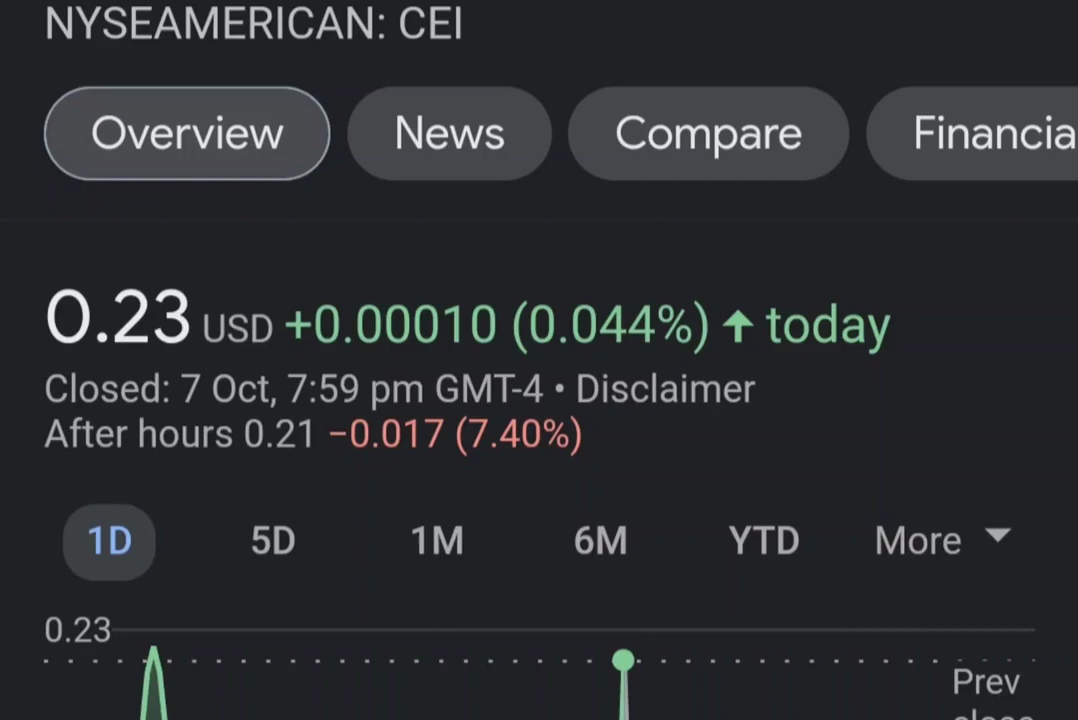 NYSEAMERICAN: CEI
Overview News Compare Financia
0.23 USD +0.00010 (0.044%) ↑ today
Closed: 7 Oct, 7:59 pm GMT-4 • Disclaimer
After hours 0.21 −0.017 (7.40%)
1D 5D 1M 6M YTD More
0.23
Prev